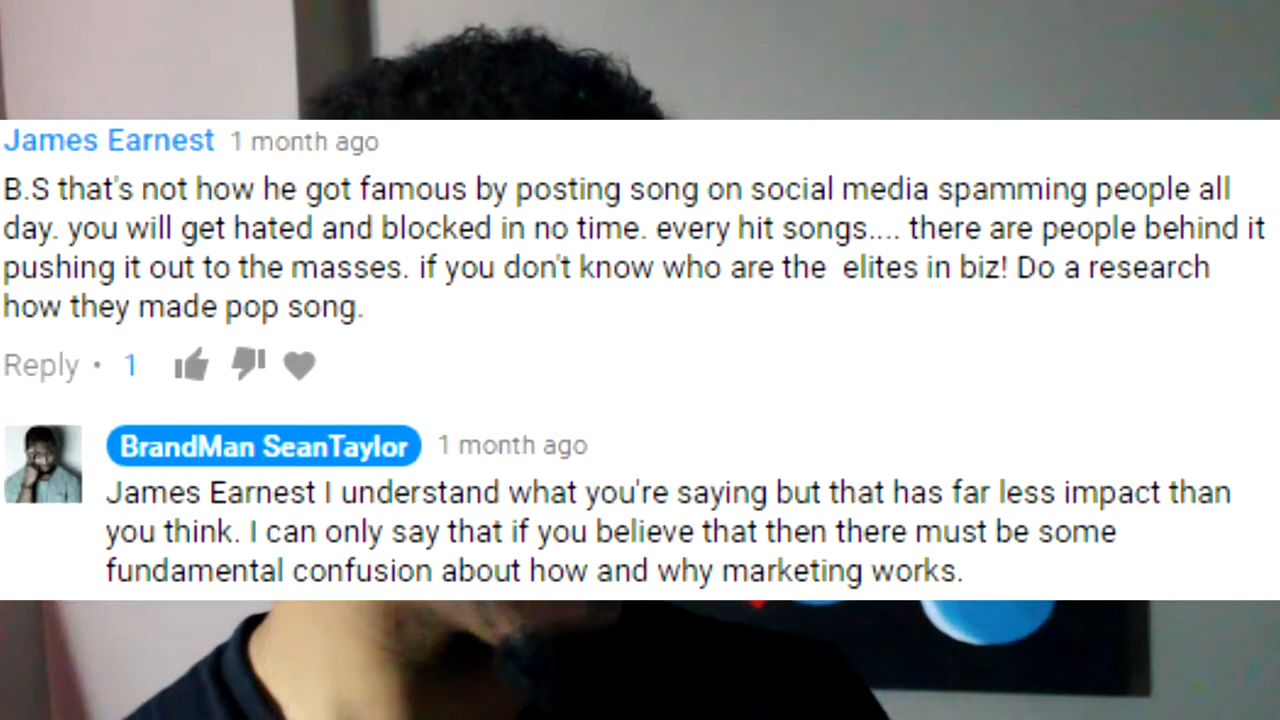 James Earnest 1 month ago
B.S that's not how he got famous by posting song on social media spamming people all
day. you will get hated and blocked in no time. every hit songs.... there are people behind it
pushing it out to the masses. if you don't know who are the  elites in biz! Do a research
how they made pop song.
Reply • 1
BrandMan SeanTaylor 1 month ago
James Earnest I understand what you're saying but that has far less impact than
you think. I can only say that if you believe that then there must be some
fundamental confusion about how and why marketing works.